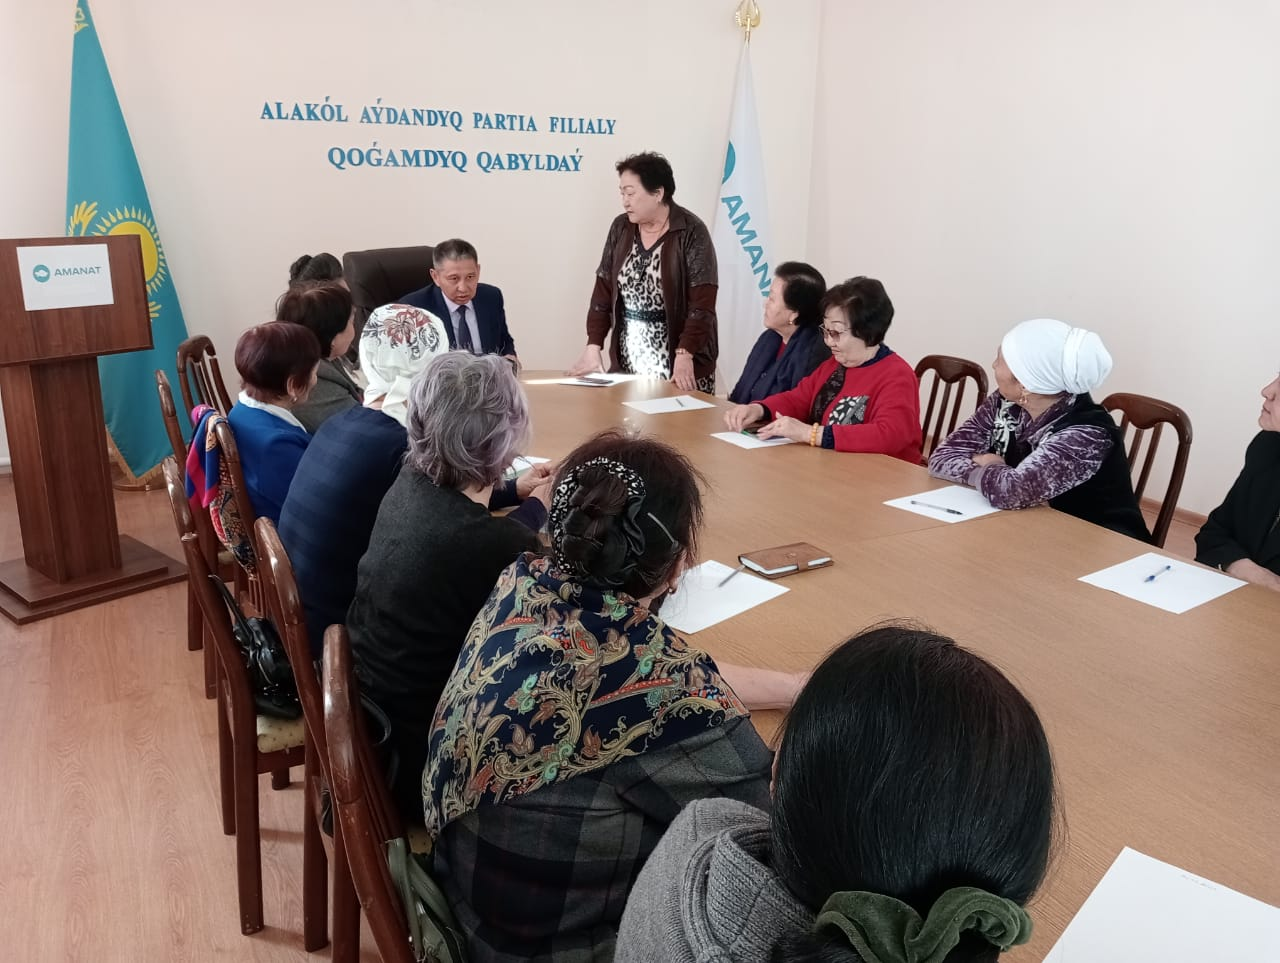 ALAKÓL AÝDANDYQ PARTIA FILIALY
QOǴAMDYQ QABYLDAÝ
AMANAT
AMANAT